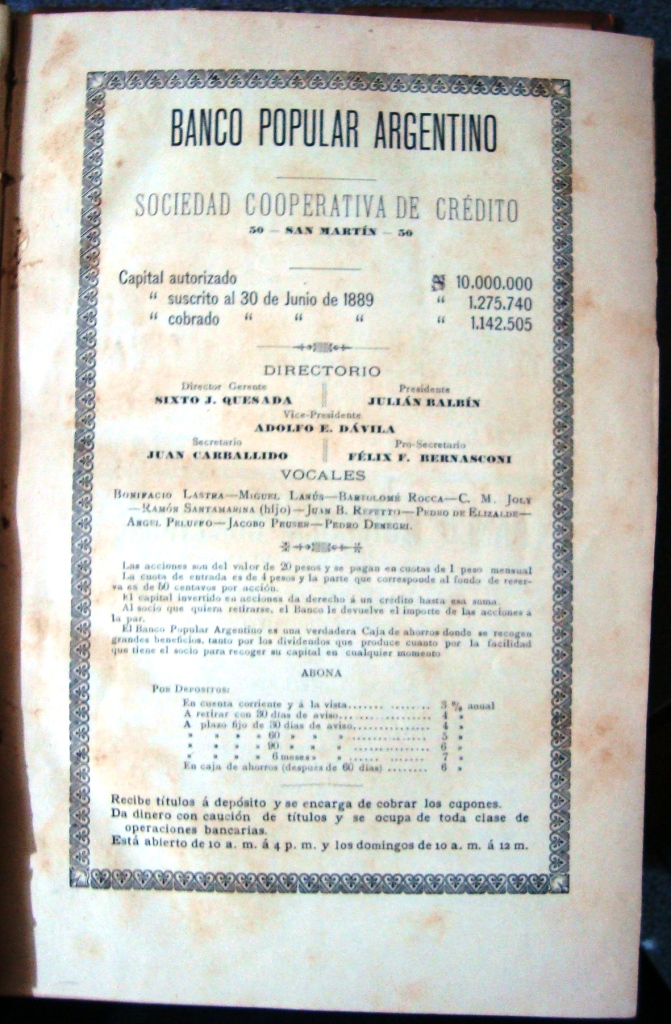 BANCO POPULAR ARGENTINO
SOCIEDAD COOPERATIVA DE CRÉDITO
50 — SAN MARTÍN — 50
Capital autorizado $ 10.000.000
“ suscrito al 30 de Junio de 1889 “ 1.275.740
“ cobrado “ “ “ “ 1.142.505
DIRECTORIO
Director Gerente Presidente
SIXTO J. QUESADA JULIÁN BALBÍN
Vice-Presidente
ADOLFO E. DÁVILA
Secretario Pro-Secretario
JUAN CARBALLIDO FÉLIX F. BERNASCONI
VOCALES
BONIFACIO LASTRA—MIGUEL LANÚS—BARTOLOMÉ ROCCA—C. M. JOLY
—RAMÓN SANTAMARINA (hijo)—JUAN B. REPETTO—PEDRO DE ELIZALDE—
ANGEL PELUFFO—JACOBO PEUSER—PEDRO DENEGRI.
Las acciones son del valor de 20 pesos y se pagan en cuotas de 1 peso mensual
La cuota de entrada es de 4 pesos y la parte que corresponde al fondo de reser-
va es de 50 centavos por acción.
El capital invertido en acciones da derecho á un crédito hasta esa suma.
Al socio que quiera retirarse, el Banco le devuelve el importe de las acciones á
la par.
El Banco Popular Argentino es una verdadera Caja de ahorros donde se recogen
grandes beneficios, tanto por los dividendos que produce cuanto por la facilidad
que tiene el socio para recoger su capital en cualquier momento
ABONA
POR DEPOSITOS:
En cuenta corriente y á la vista.................. 3 % anual
A retirar con 30 días de aviso.................... 4 »
A plazo fijo de 30 días de aviso.................. 4 »
» » » » 60 » » » .................. 5 »
» » » » 90 » » » .................. 6 »
» » » » 6 meses » » .................. 7 »
En caja de ahorros (después de 60 días) ........ 6 »
Recibe títulos á depósito y se encarga de cobrar los cupones.
Da dinero con caución de títulos y se ocupa de toda clase de
operaciones bancarias.
Está abierto de 10 a. m. á 4 p. m. y los domingos de 10 a. m. á 12 m.